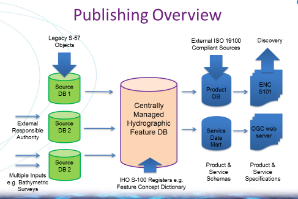 Publishing Overview
Legacy S-57
Objects
External ISO 19100
Compliant Sources
Discovery
Source
DB 1
Centrally
Managed
Hydrographic
Feature DB
Product
DB
ENC
S101
External
Responsible
Authority
Source
DB 2
Service
Data
Mart
OGC web
server
Source
DB 2
Multiple Inputs
e.g. Bathymetric
Surveys
IHO S-100 Registers e.g.
Feature Concept Dictionary
Product &
Service
Schemas
Product &
Service
Specifications